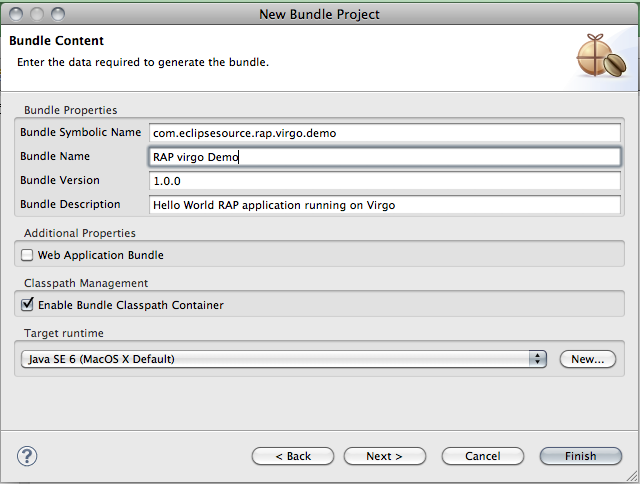 New Bundle Project
Bundle Content
Enter the data required to generate the bundle.
Bundle Properties
Bundle Symbolic Name com.eclipsesource.rap.virgo.demo
Bundle Name RAP virgo Demo
Bundle Version 1.0.0
Bundle Description Hello World RAP application running on Virgo
Additional Properties
Web Application Bundle
Classpath Management
Enable Bundle Classpath Container
Target runtime
Java SE 6 (MacOS X Default) New...
? < Back Next > Cancel Finish